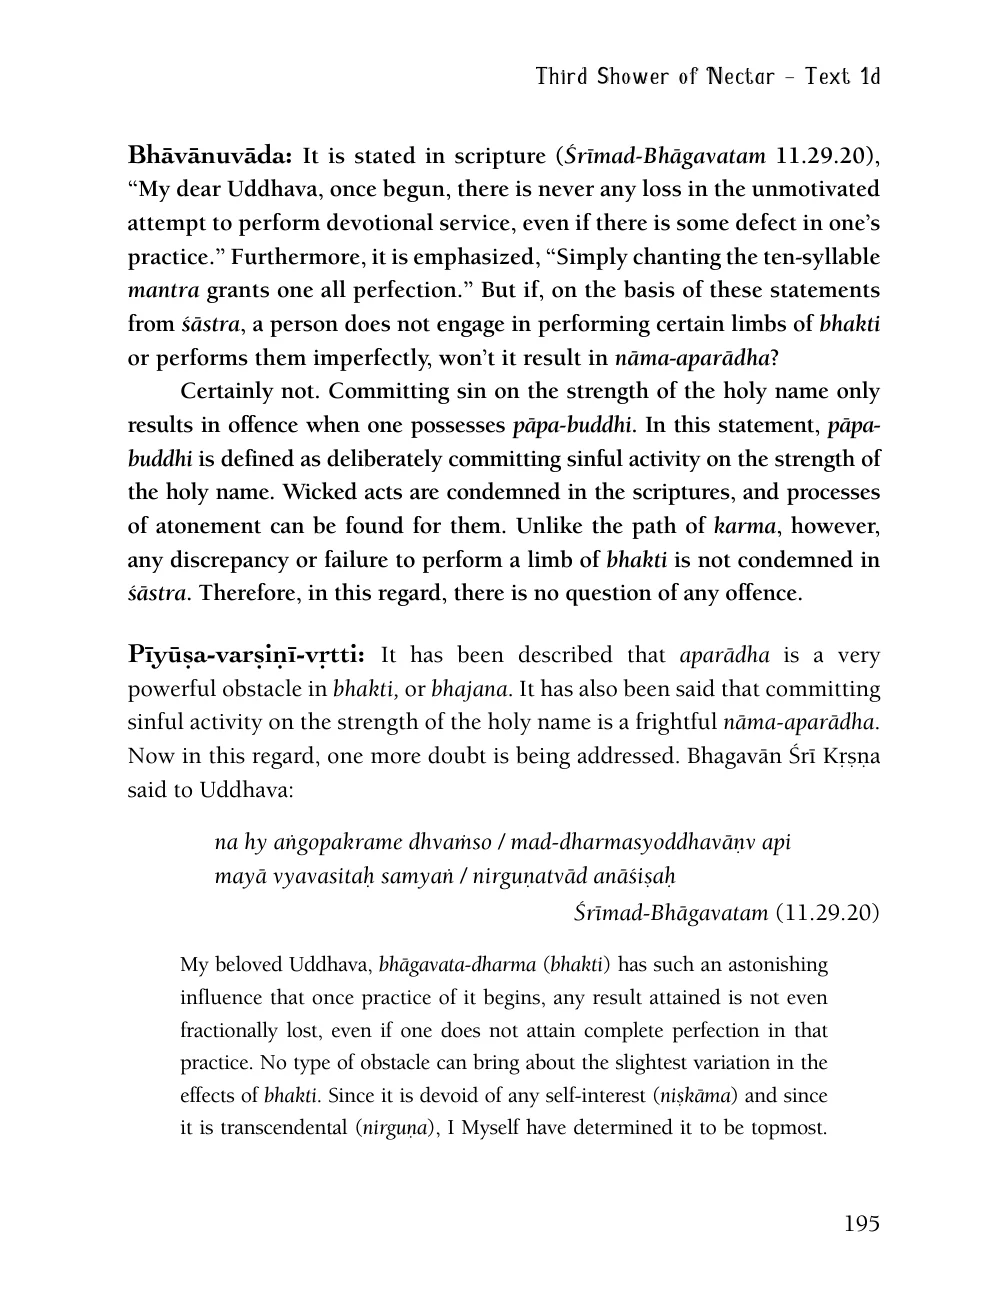 Third Shower of Nectar – Text 1d
Bhāvānuvāda: It is stated in scripture (Śrīmad-Bhāgavatam 11.29.20),
“My dear Uddhava, once begun, there is never any loss in the unmotivated
attempt to perform devotional service, even if there is some defect in one’s
practice.” Furthermore, it is emphasized, “Simply chanting the ten-syllable
mantra grants one all perfection.” But if, on the basis of these statements
from śāstra, a person does not engage in performing certain limbs of bhakti
or performs them imperfectly, won’t it result in nāma-aparādha?
Certainly not. Committing sin on the strength of the holy name only
results in offence when one possesses pāpa-buddhi. In this statement, pāpa-
buddhi is defined as deliberately committing sinful activity on the strength of
the holy name. Wicked acts are condemned in the scriptures, and processes
of atonement can be found for them. Unlike the path of karma, however,
any discrepancy or failure to perform a limb of bhakti is not condemned in
śāstra. Therefore, in this regard, there is no question of any offence.
Pīyūṣa-varṣiṇī-vṛtti: It has been described that aparādha is a very
powerful obstacle in bhakti, or bhajana. It has also been said that committing
sinful activity on the strength of the holy name is a frightful nāma-aparādha.
Now in this regard, one more doubt is being addressed. Bhagavān Śrī Kṛṣṇa
said to Uddhava:
na hy aṅgopakrame dhvaṁso / mad-dharmasyoddhavāṇv api
mayā vyavasitaḥ samyaṅ / nirguṇatvād anāśiṣaḥ
Śrīmad-Bhāgavatam (11.29.20)
My beloved Uddhava, bhāgavata-dharma (bhakti) has such an astonishing
influence that once practice of it begins, any result attained is not even
fractionally lost, even if one does not attain complete perfection in that
practice. No type of obstacle can bring about the slightest variation in the
effects of bhakti. Since it is devoid of any self-interest (niṣkāma) and since
it is transcendental (nirguṇa), I Myself have determined it to be topmost.
195